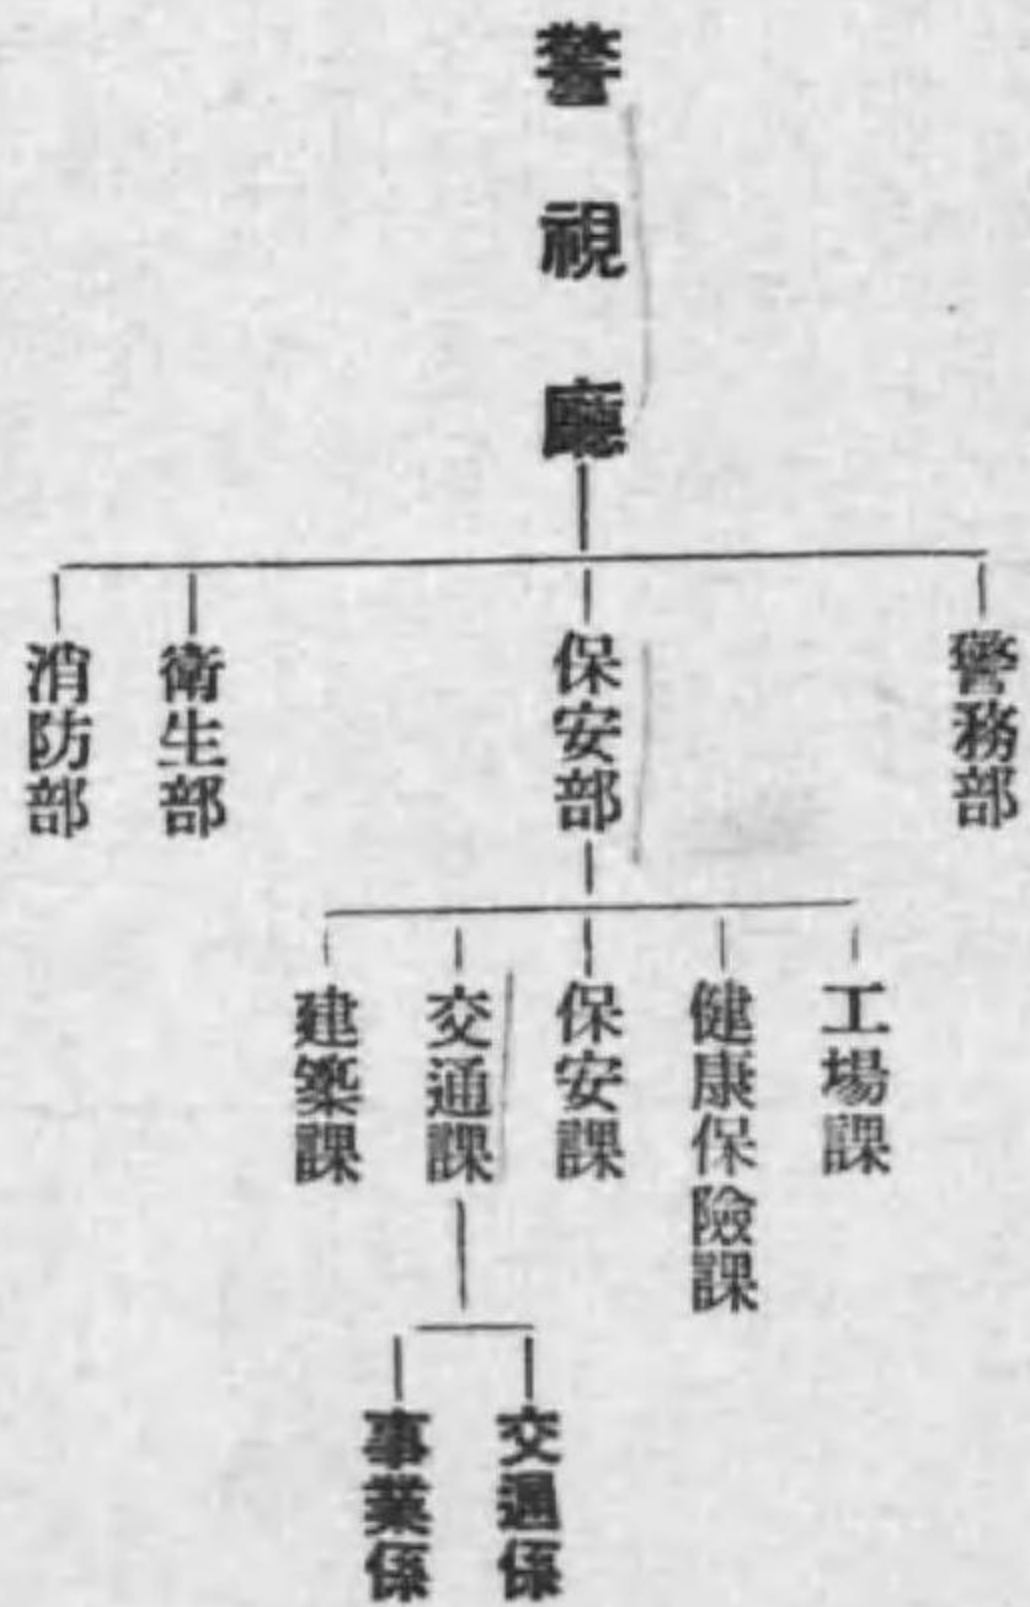 警視廳
警務部
保安部
衛生部
消防部
工場課
健康保險課
保安課
交通課
建築課
交通係
事業係